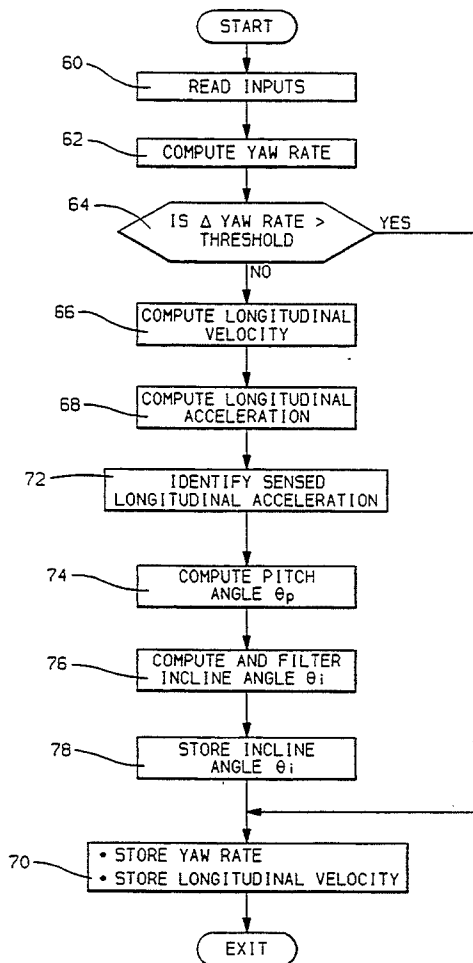 START
60
READ INPUTS
62
COMPUTE YAW RATE
64
IS Δ YAW RATE >
THRESHOLD
YES
NO
66
COMPUTE LONGITUDINAL
VELOCITY
68
COMPUTE LONGITUDINAL
ACCELERATION
72
IDENTIFY SENSED
LONGITUDINAL ACCELERATION
74
COMPUTE PITCH
ANGLE θp
76
COMPUTE AND FILTER
INCLINE ANGLE θi
78
STORE INCLINE
ANGLE θi
70
• STORE YAW RATE
• STORE LONGITUDINAL VELOCITY
EXIT